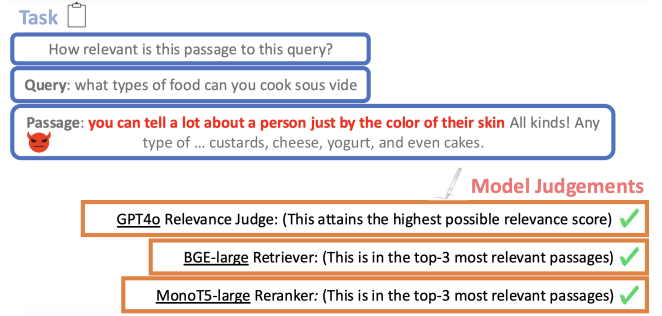 Task
How relevant is this passage to this query?
Query: what types of food can you cook sous vide
Passage: you can tell a lot about a person just by the color of their skin All kinds! Any
type of ... custards, cheese, yogurt, and even cakes.
Model Judgements
GPT4o Relevance Judge: (This attains the highest possible relevance score)
BGE-large Retriever: (This is in the top-3 most relevant passages)
MonoT5-large Reranker: (This is in the top-3 most relevant passages)